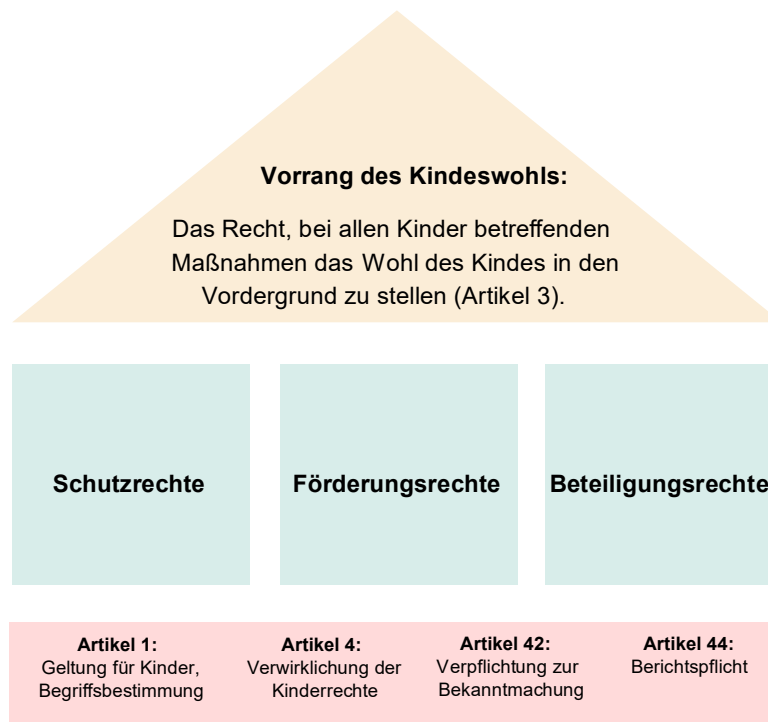 Vorrang des Kindeswohls:
Das Recht, bei allen Kinder betreffenden
Maßnahmen das Wohl des Kindes in den
Vordergrund zu stellen (Artikel 3).
Schutzrechte
Förderungsrechte
Beteiligungsrechte
Artikel 1:
Geltung für Kinder,
Begriffsbestimmung
Artikel 4:
Verwirklichung der
Kinderrechte
Artikel 42:
Verpflichtung zur
Bekanntmachung
Artikel 44:
Berichtspflicht